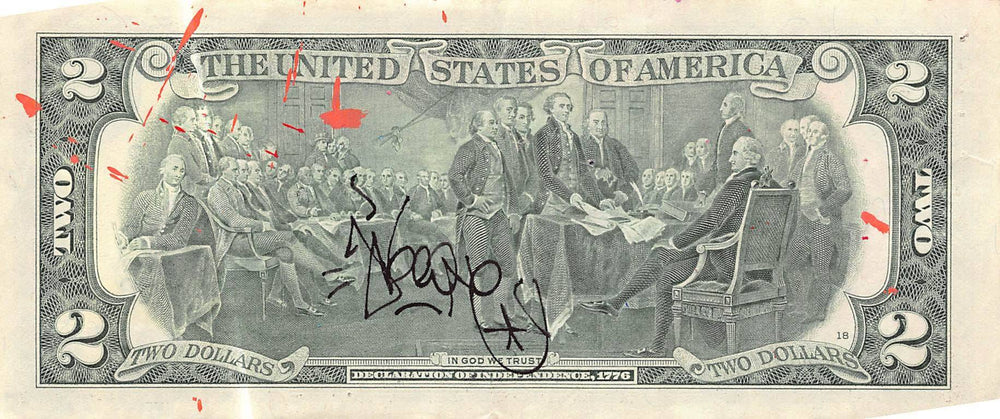 2 THE UNITED STATES OF AMERICA 2
TWO TWO
18
2 TWO DOLLARS IN GOD WE TRUST TWO DOLLARS 2
DECLARATION OF INDEPENDENCE, 1776